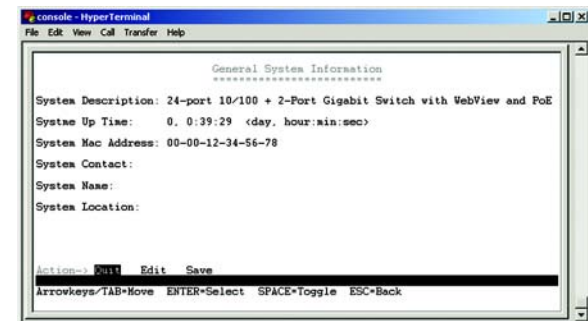 console - HyperTerminal
File Edit View Call Transfer Help
General System Information
===========================
System Description: 24-port 10/100 + 2-Port Gigabit Switch with WebView and PoE
Systme Up Time: 0, 0:39:29 <day, hour:min:sec>
System Mac Address: 00-00-12-34-56-78
System Contact:
System Name:
System Location:
Action-> Quit Edit Save
Arrowkeys/TAB=Move ENTER=Select SPACE=Toggle ESC=Back